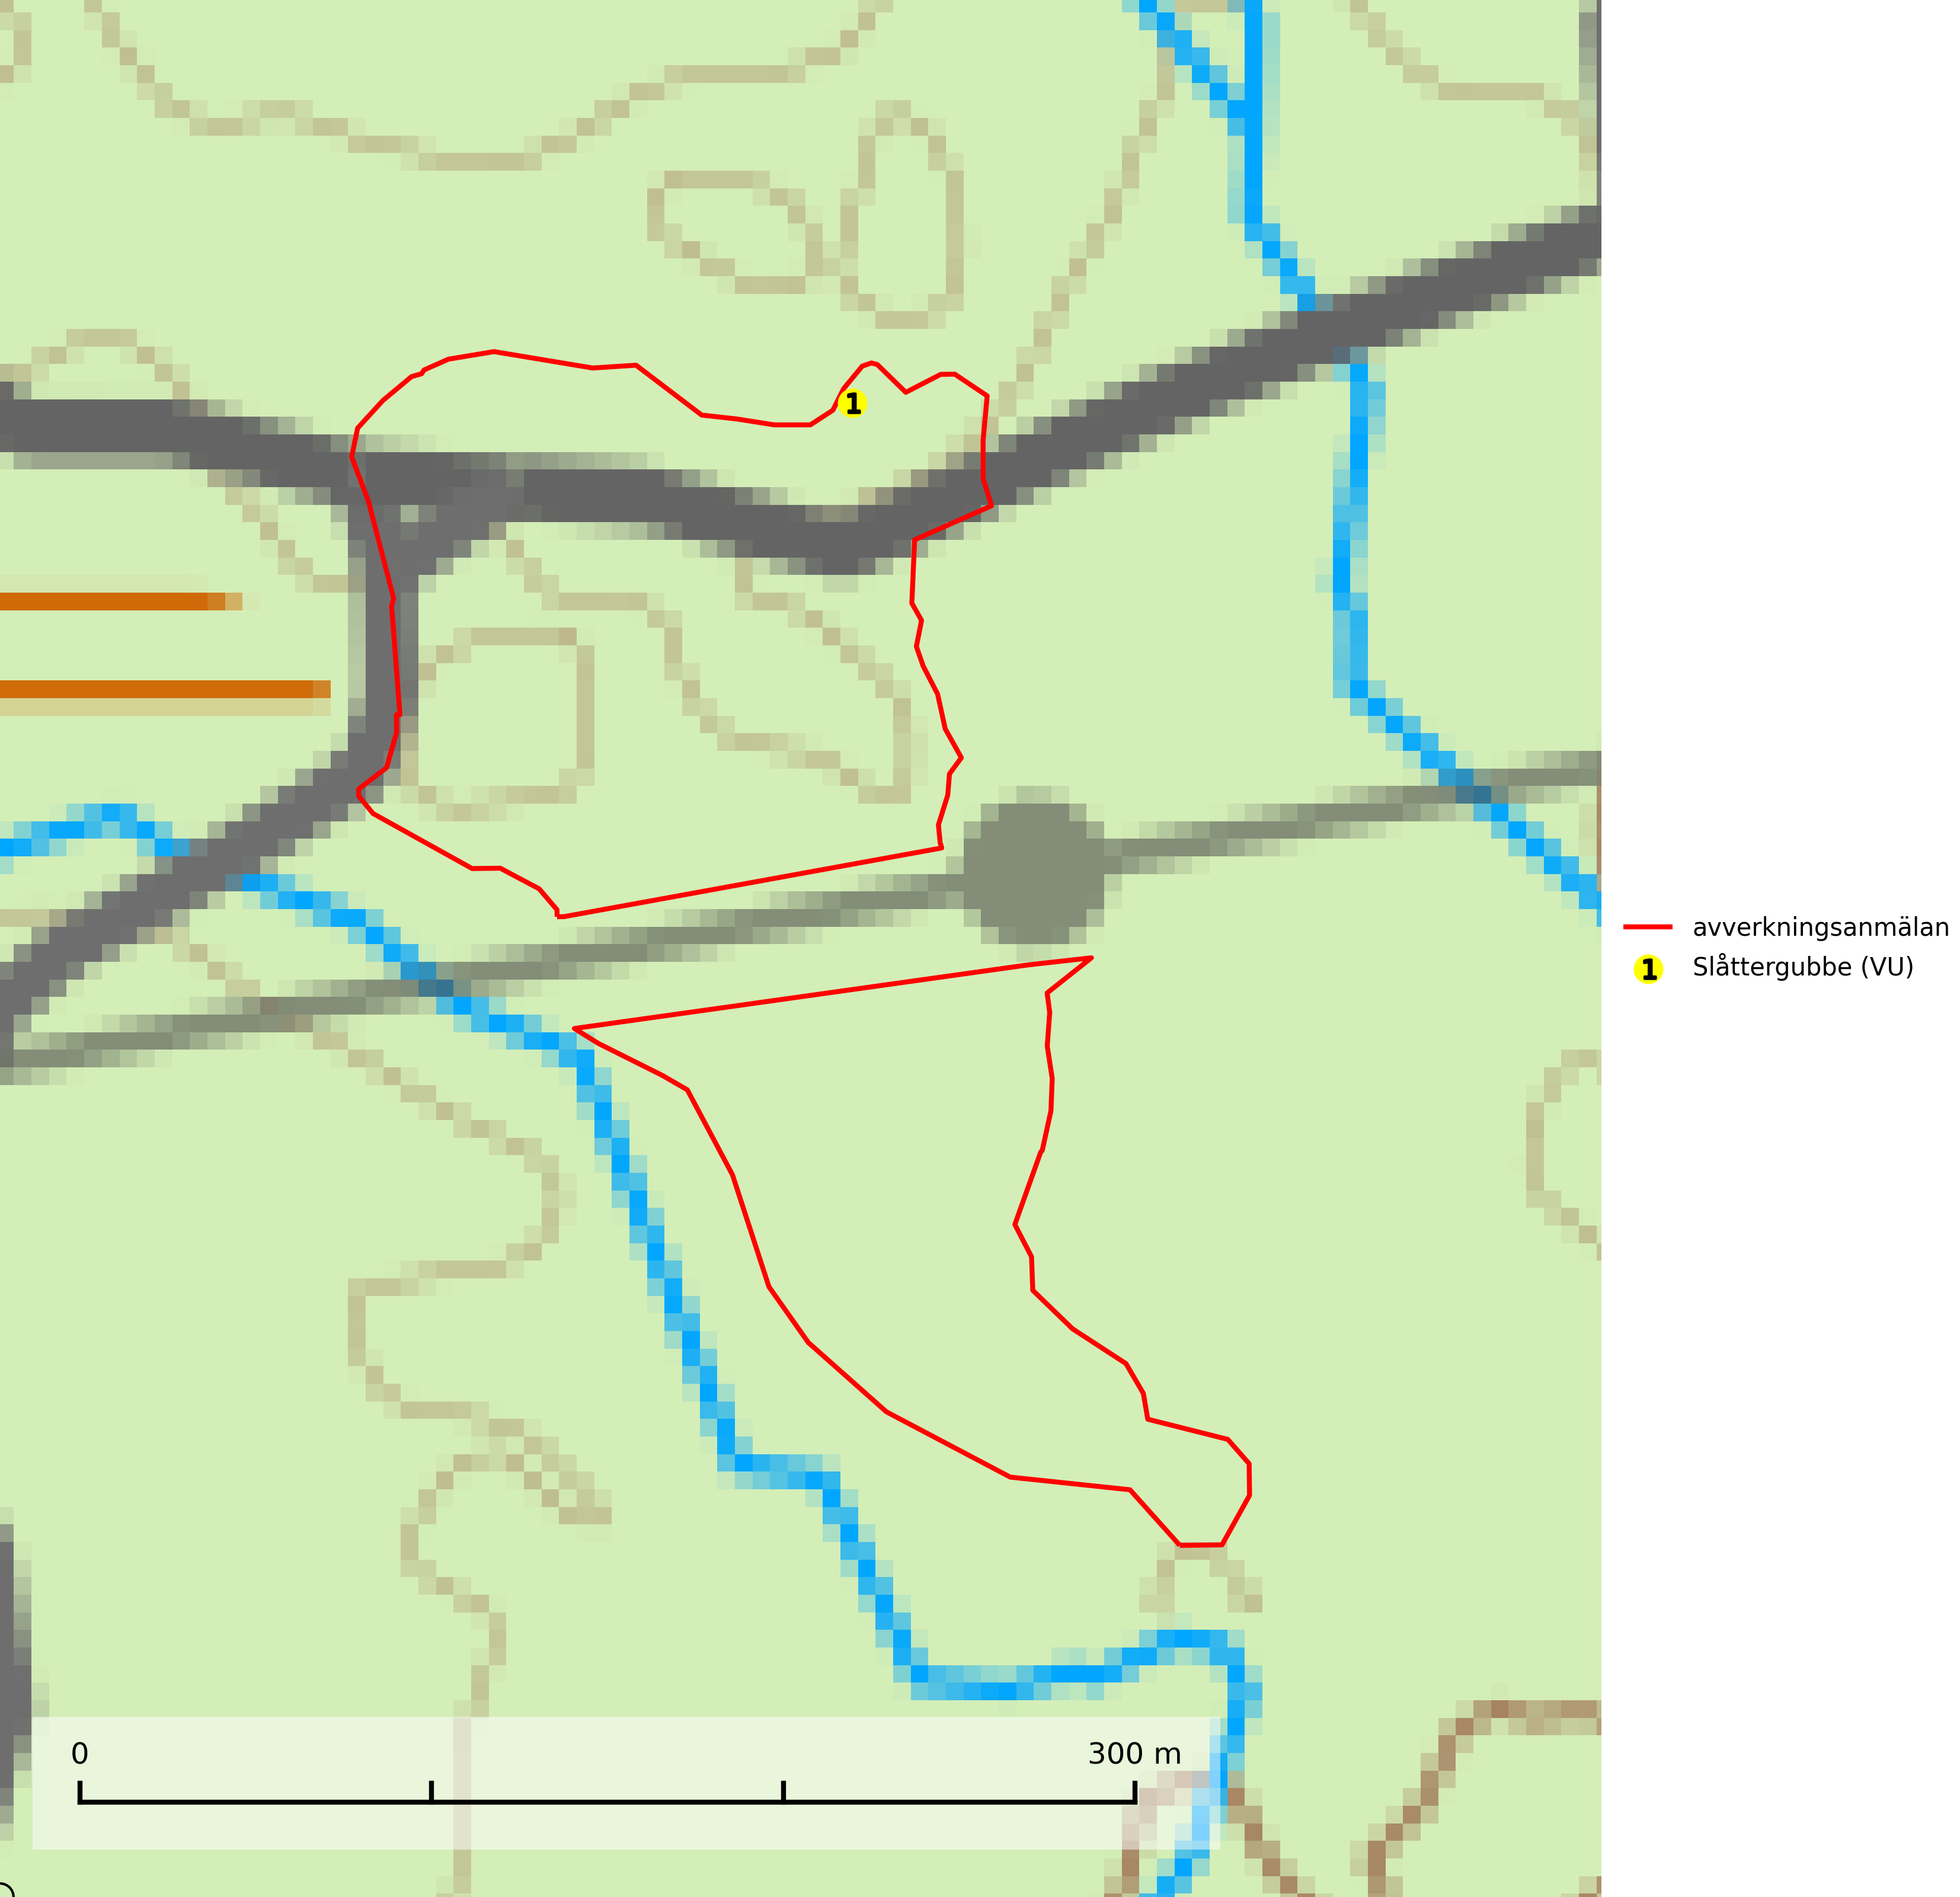 1
avverkningsanmälan
1 Slåttergubbe (VU)
0 300 m